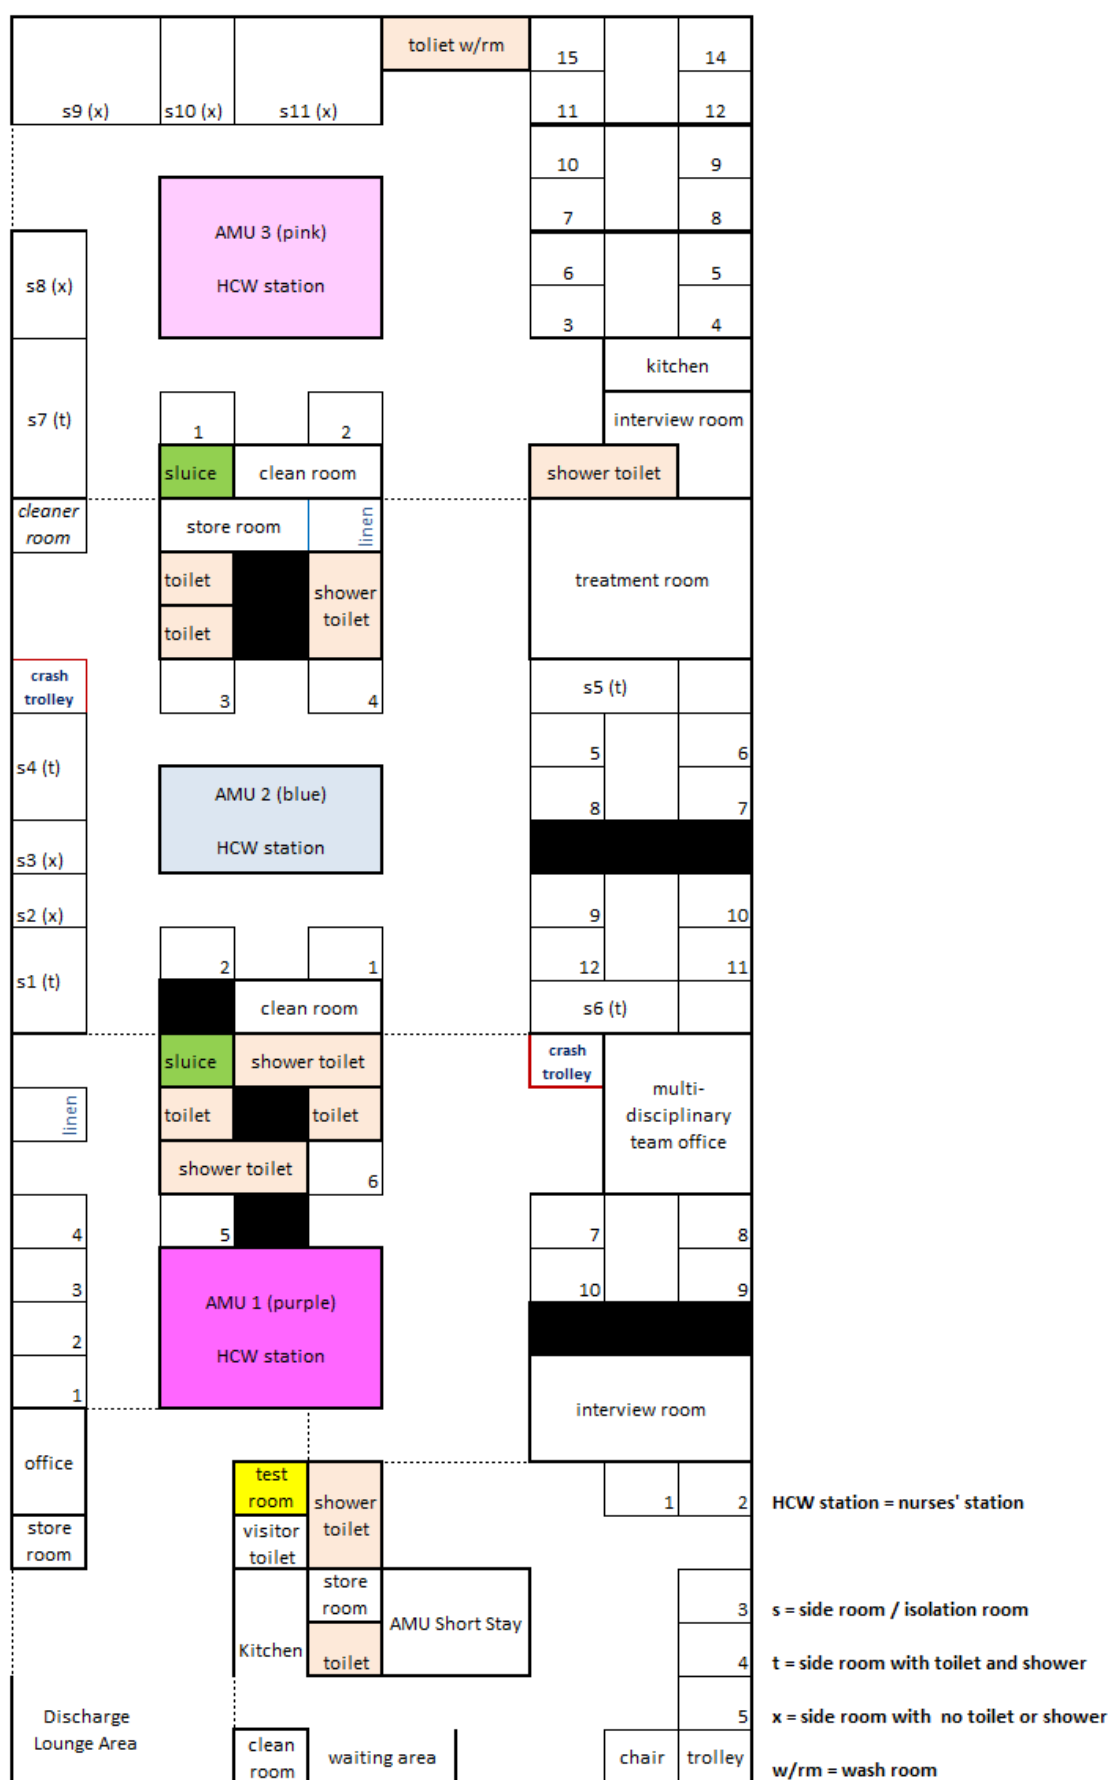 toliet w/rm
15
14
s9 (x)
s10 (x)
s11 (x)
11
12
10
9
AMU 3 (pink)
HCW station
7
8
s8 (x)
6
5
3
4
kitchen
s7 (t)
1
2
interview room
sluice
clean room
shower toilet
cleaner
room
store room
linen
toilet
shower
toilet
treatment room
toilet
crash
trolley
3
4
s5 (t)
s4 (t)
AMU 2 (blue)
HCW station
5
6
8
7
s3 (x)
s2 (x)
9
10
s1 (t)
2
1
12
11
clean room
s6 (t)
sluice
shower toilet
crash
trolley
linen
toilet
toilet
multi-
disciplinary
team office
shower toilet
6
4
5
7
8
3
AMU 1 (purple)
HCW station
10
9
2
1
interview room
office
test
room
shower
toilet
1
2
HCW station = nurses' station
store
room
visitor
toilet
Kitchen
store
room
AMU Short Stay
3
s = side room / isolation room
toilet
4
t = side room with toilet and shower
Discharge
Lounge Area
5
x = side room with no toilet or shower
clean
room
waiting area
chair
trolley
w/rm = wash room